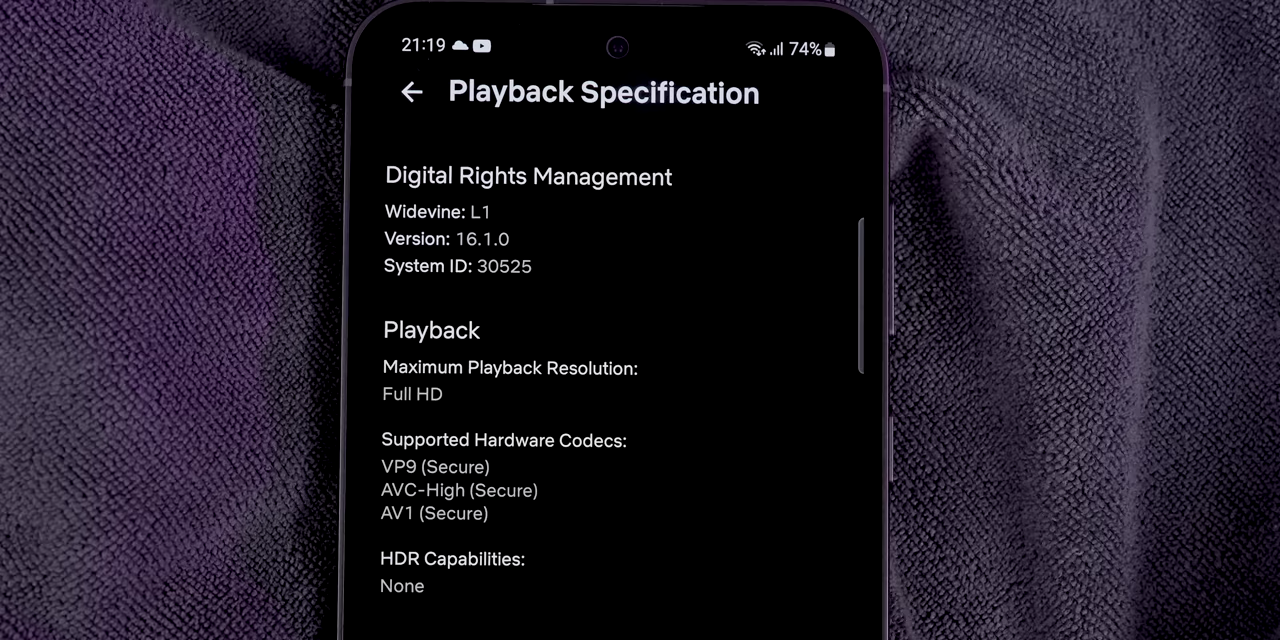 21:19 74%
Playback Specification
Digital Rights Management
Widevine: L1
Version: 16.1.0
System ID: 30525
Playback
Maximum Playback Resolution:
Full HD
Supported Hardware Codecs:
VP9 (Secure)
AVC-High (Secure)
AV1 (Secure)
HDR Capabilities:
None